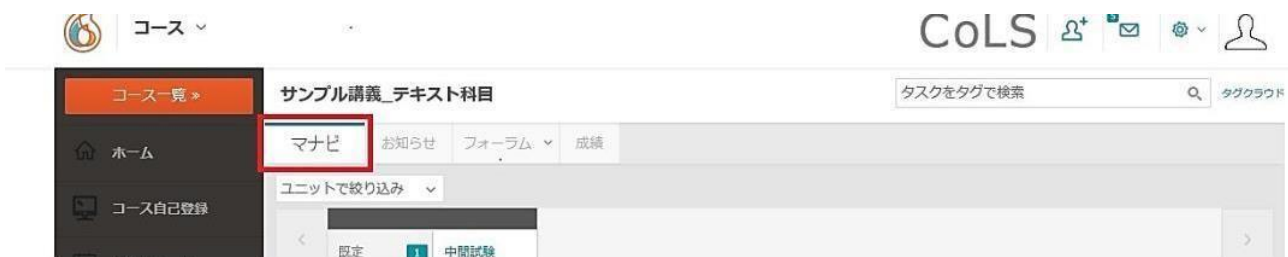 コース
CoLS
5
コース一覧 »
サンプル講義_テキスト科目
タスクをタグで検索
タグクラウド
ホーム
マナビ お知らせ フォーラム 成績
ユニットで絞り込み
コース自己登録
既定 1 中間試験